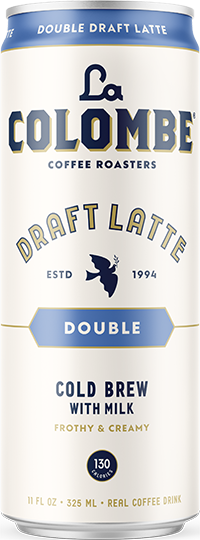 TTE
DOUBLE DRAFT LATTE
La
COLOMBE
COFFEE ROASTERS
DRAFT LATTE
ESTD 1994
DOUBLE
COLD BREW
WITH MILK
FROTHY & CREAMY
130
CALORIES
11 FL OZ • 325 ML • REAL COFFEE DRINK